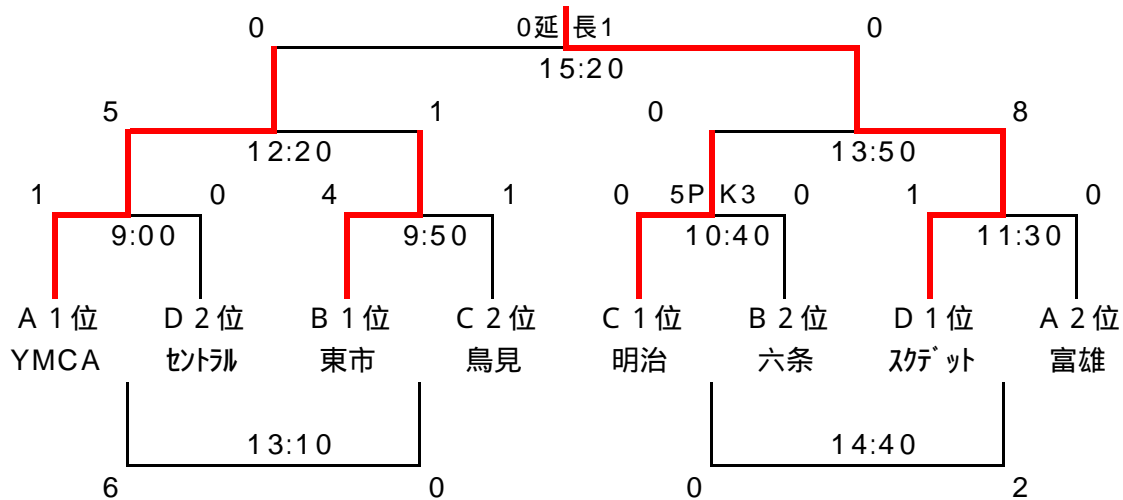 0 0延長1 0
15:20
5 1 0 8
12:20 13:50
1 0 4 1 0 5PK3 0 1 0
9:00 9:50 10:40 11:30
A1位 D2位 B1位 C2位 C1位 B2位 D1位 A2位
YMCA ｾﾝﾄﾗﾙ 東市 鳥見 明治 六条 ｽｸﾃﾞｯﾄ 富雄
13:10 14:40
6 0 0 2